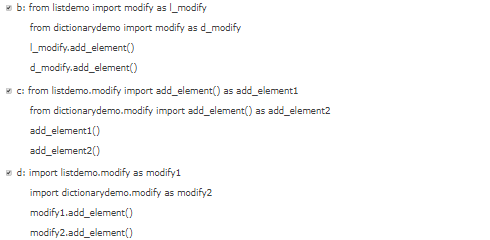 b: from listdemo import modify as l_modify
from dictionarydemo import modify as d_modify
l_modify.add_element()
d_modify.add_element()
c: from listdemo.modify import add_element() as add_element1
from dictionarydemo.modify import add_element() as add_element2
add_element1()
add_element2()
d: import listdemo.modify as modify1
import dictionarydemo.modify as modify2
modify1.add_element()
modify2.add_element()